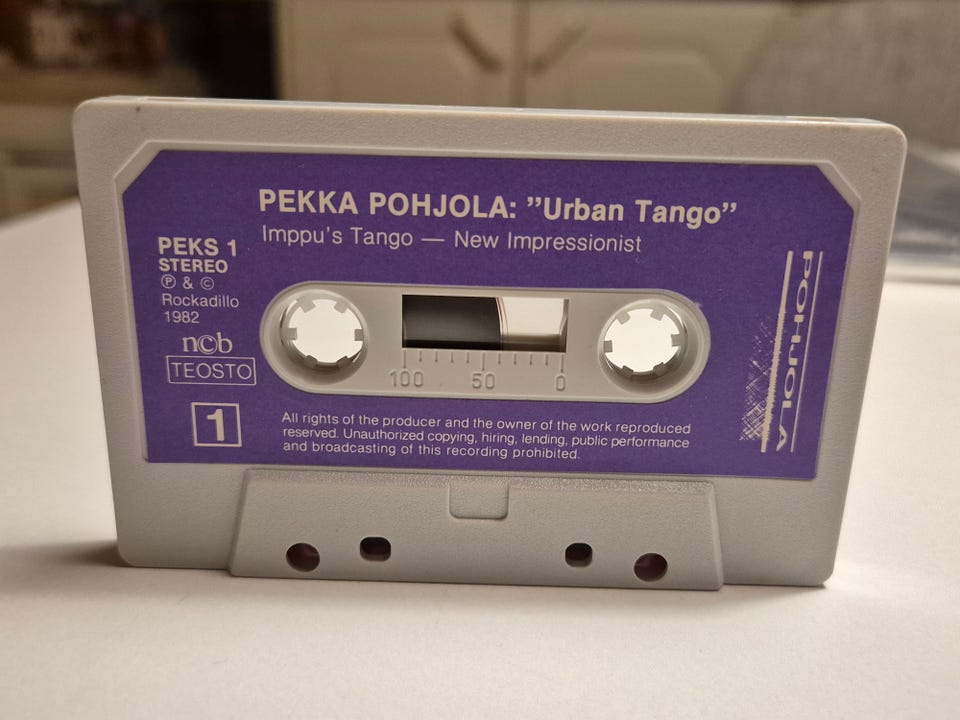 PEKKA POHJOLA: ”Urban Tango”
Imppu's Tango — New Impressionist
PEKS 1
STEREO
Ⓟ & ©
Rockadillo
1982
n©b
TEOSTO
1
100 50 0
All rights of the producer and the owner of the work reproduced
reserved. Unauthorized copying, hiring, lending, public performance
and broadcasting of this recording prohibited.
POHJOLA